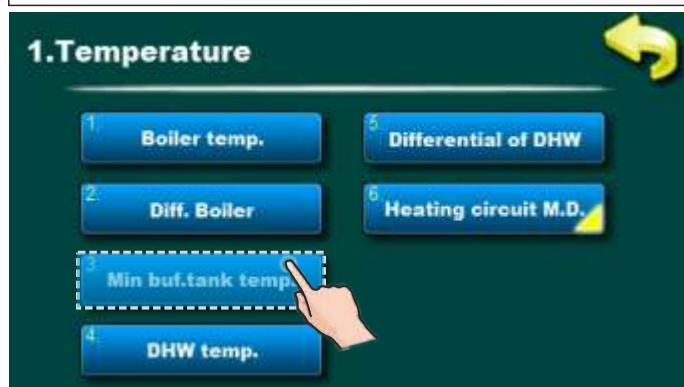 1.Temperature
1.
Boiler temp.
2.
Diff. Boiler
3.
Min buf.tank temp.
4.
DHW temp.
5.
Differential of DHW
6.
Heating circuit M.D.